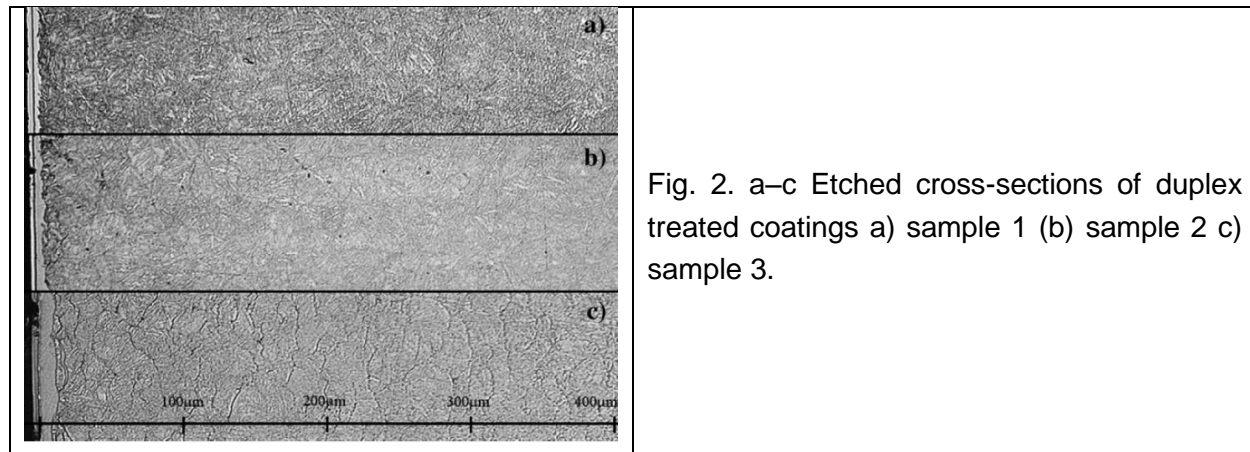 a)
b)
c)
100µm 200µm 300µm 400µm
Fig. 2. a–c Etched cross-sections of duplex
treated coatings a) sample 1 (b) sample 2 c)
sample 3.